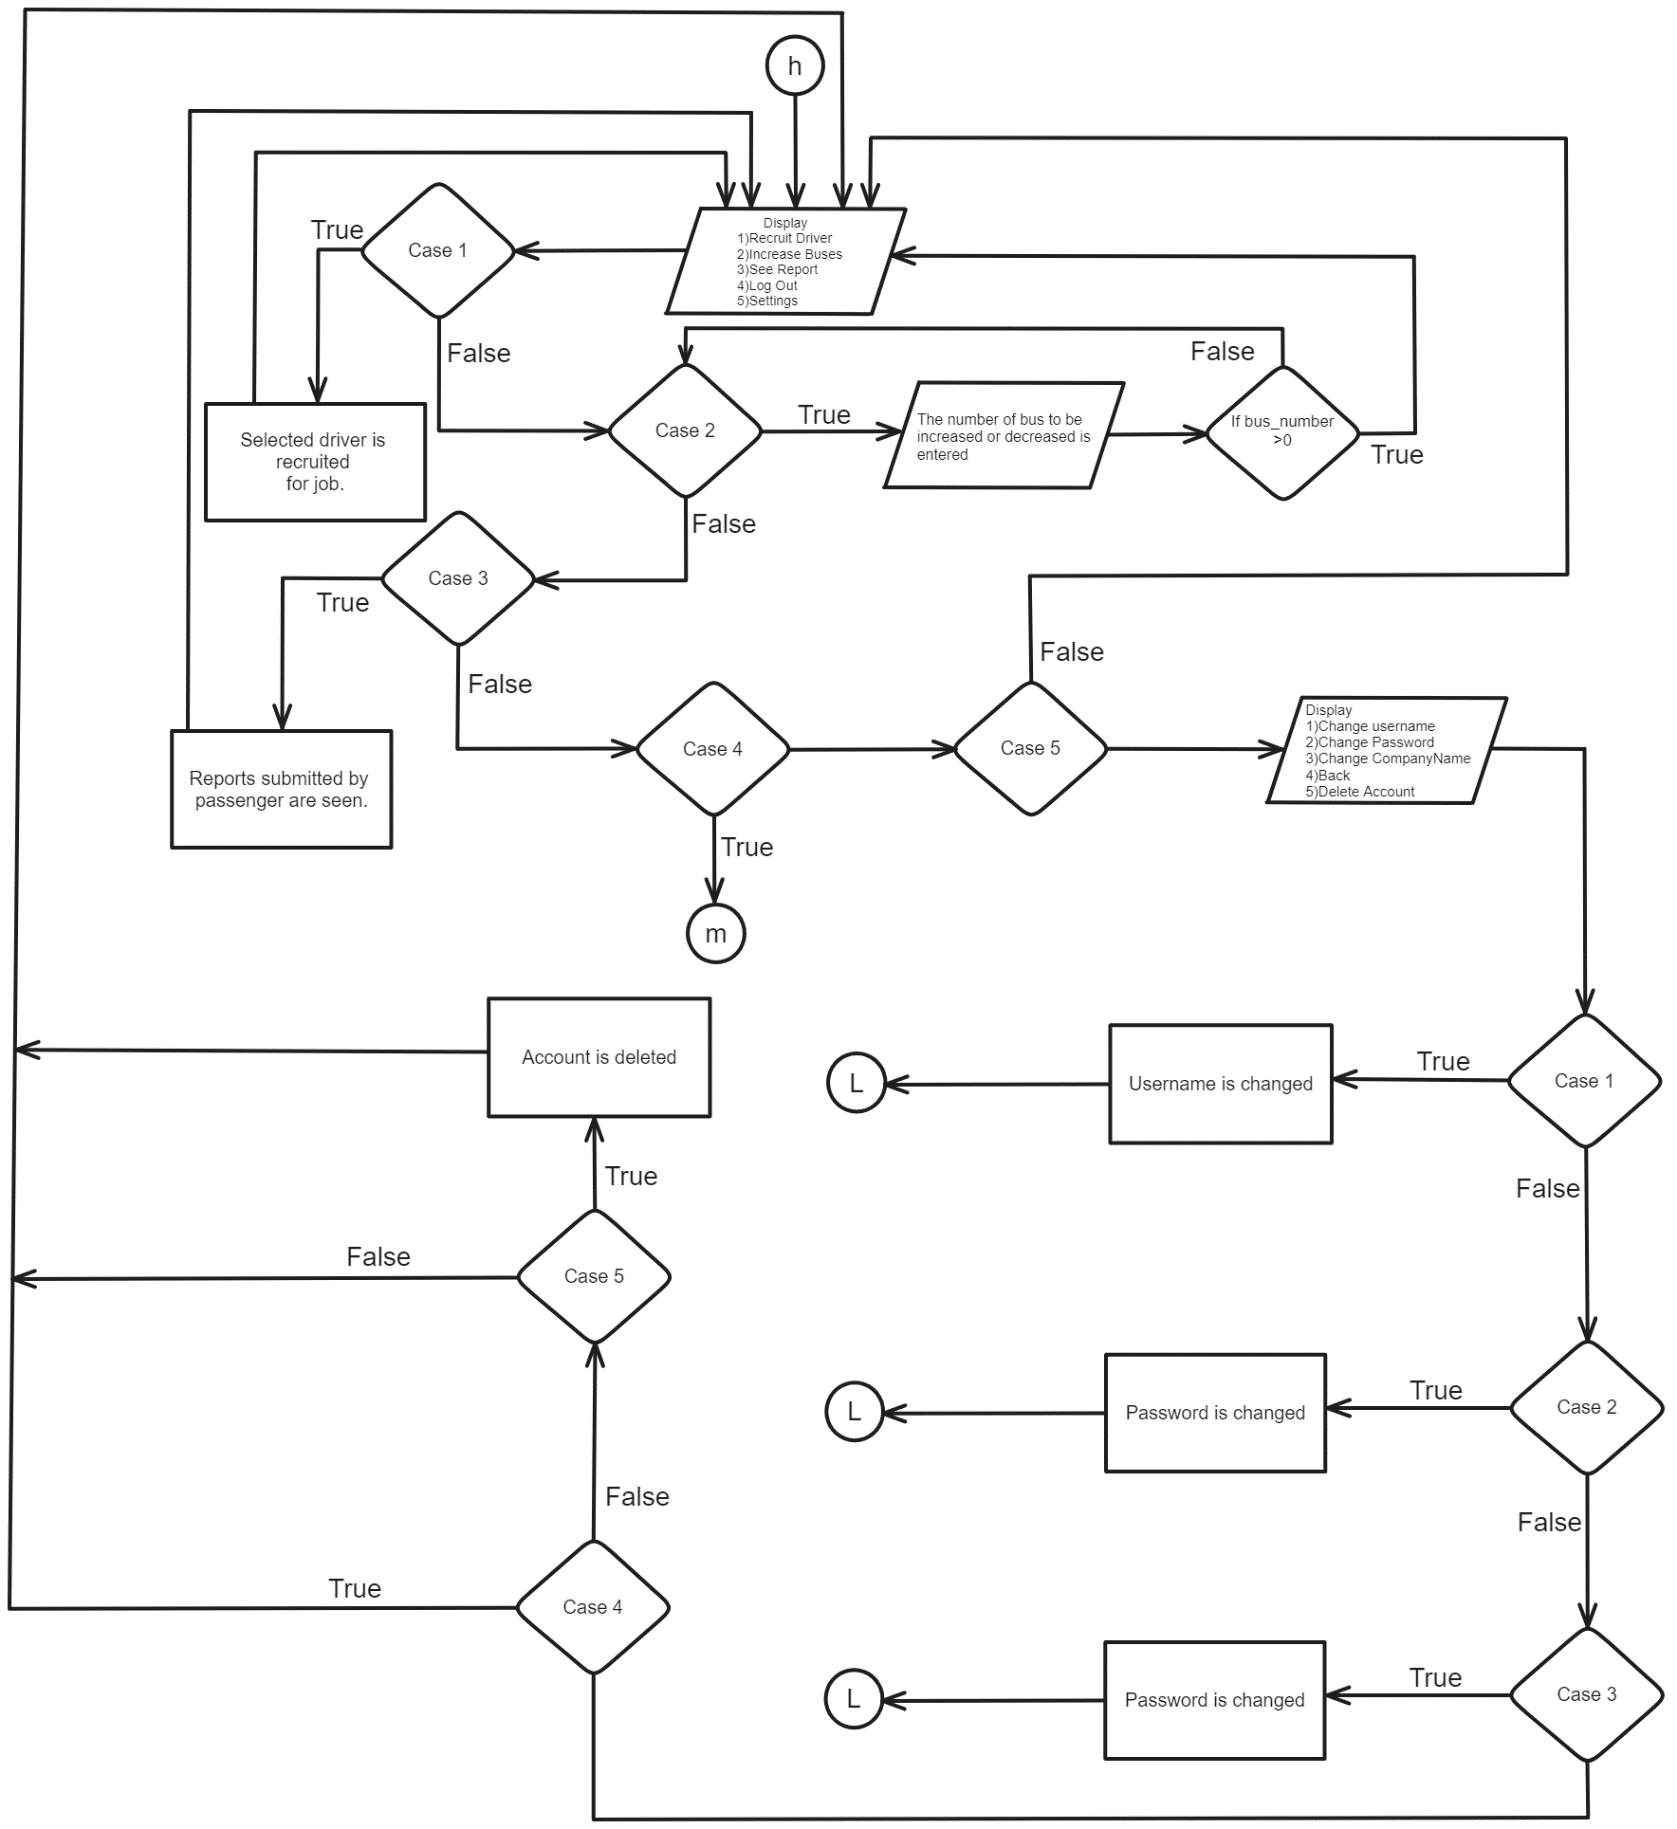 h
Display
1)Recruit Driver
2)Increase Buses
3)See Report
4)Log Out
5)Settings
Case 1
True
False
Selected driver is
recruited
for job.
Case 2
True
The number of bus to be
increased or decreased is
entered
If bus_number
>0
False
True
False
Case 3
True
False
Reports submitted by
passenger are seen.
Case 4
True
m
Case 5
False
Display
1)Change username
2)Change Password
3)Change CompanyName
4)Back
5)Delete Account
Case 1
True
Username is changed
L
False
Case 2
True
Password is changed
L
False
Case 3
True
Password is changed
L
Case 4
True
False
Case 5
False
True
Account is deleted